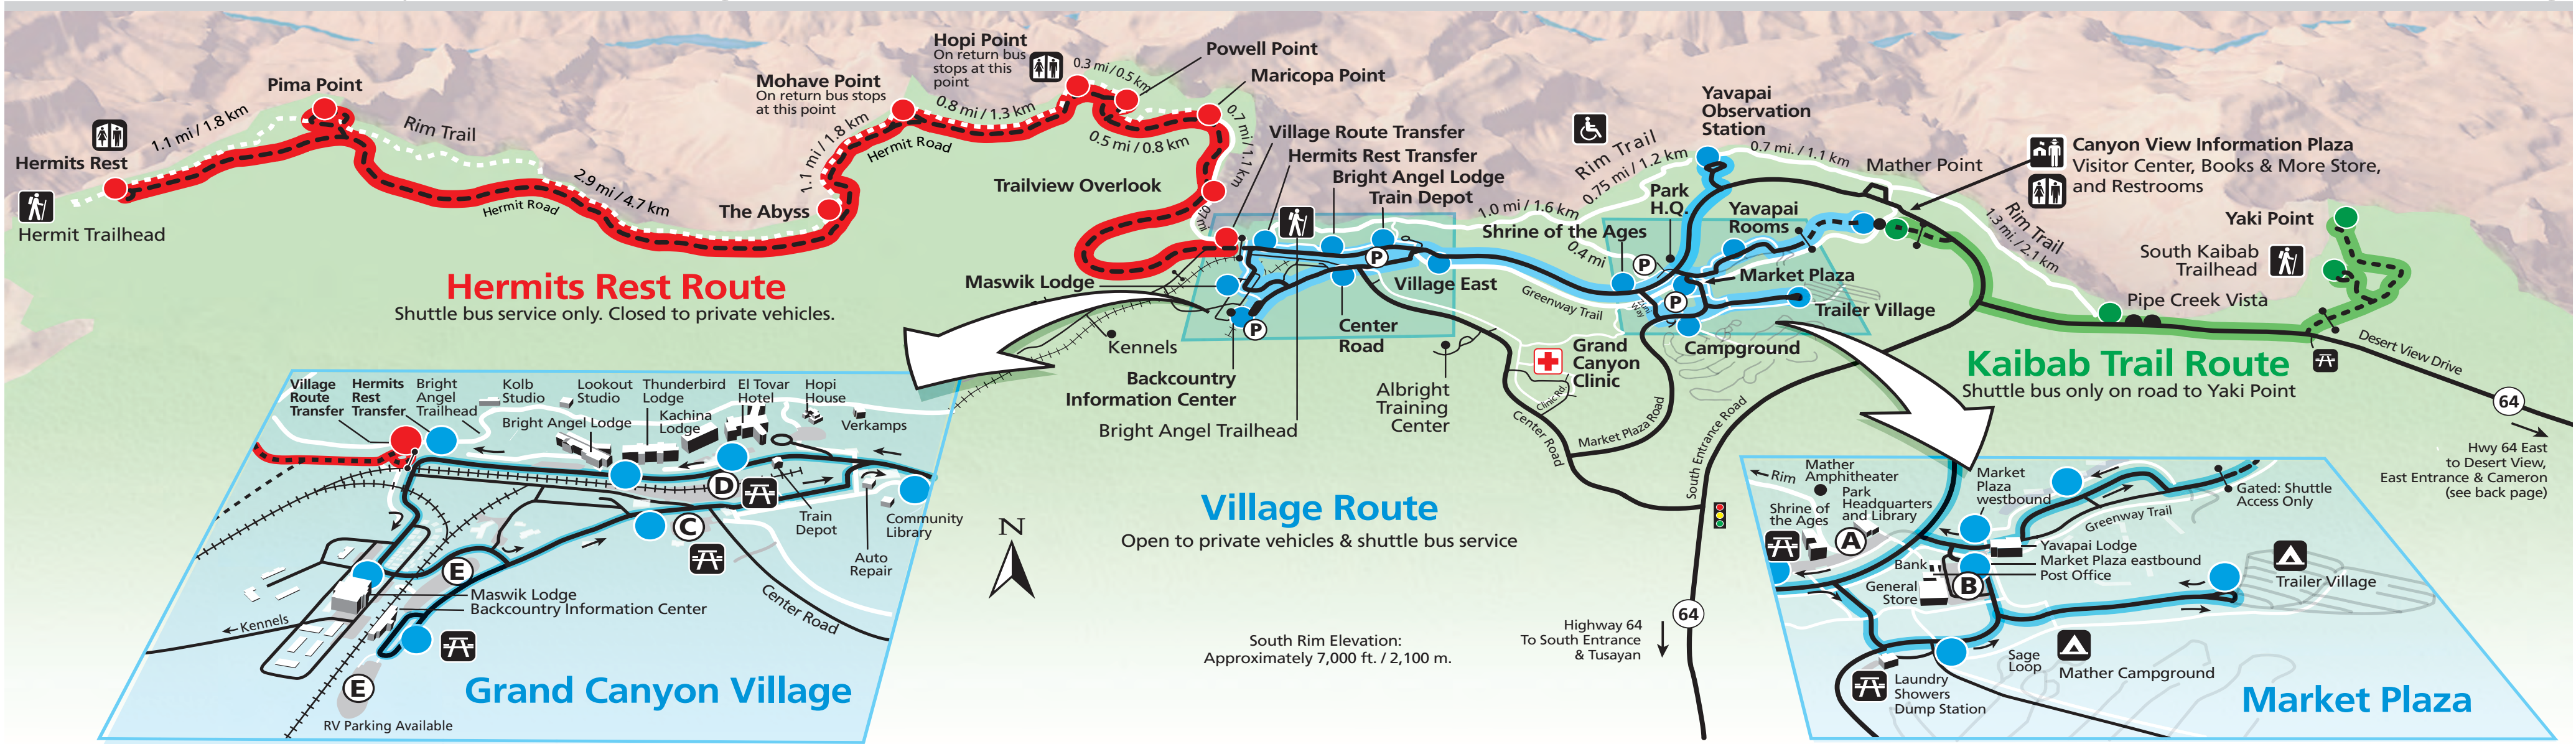 Hopi Point
On return bus
stops at this
point
0.3 mi / 0.5 km
Powell Point
Maricopa Point
Pima Point
Mohave Point
On return bus stops
at this point
0.8 mi / 1.3 km
0.5 mi / 0.8 km
0.7 mi / 1.1 km
1.1 mi / 1.8 km
Rim Trail
Hermits Rest
Hermit Trailhead
Hermit Road
2.9 mi / 4.7 km
The Abyss
1.1 mi / 1.8 km
Hermit Road
Trailview Overlook
Hermits Rest Route
Shuttle bus service only. Closed to private vehicles.
Village Route Transfer
Hermits Rest Transfer
Bright Angel Lodge
Train Depot
Maswik Lodge
Kennels
Backcountry
Information Center
Bright Angel Trailhead
Center
Road
Village East
P
P
Albright
Training
Center
Greenway Trail
Grand
Canyon
Clinic
Clinic Rd.
Center Road
Market Plaza Road
South Entrance Road
1.0 mi / 1.6 km
Shrine of the Ages
0.4 mi
Rim Trail
0.75 mi / 1.2 km
Yavapai
Observation
Station
0.7 mi. / 1.1 km
Mather Point
Park
H.Q.
P
P
Yavapai
Rooms
Market Plaza
Zuni
Way
Trailer Village
Campground
Canyon View Information Plaza
Visitor Center, Books & More Store,
and Restrooms
Rim Trail
1.3 mi. / 2.1 km
Yaki Point
South Kaibab
Trailhead
Pipe Creek Vista
Kaibab Trail Route
Shuttle bus only on road to Yaki Point
Desert View Drive
64
Hwy 64 East
to Desert View,
East Entrance & Cameron
(see back page)
Village Route
Open to private vehicles & shuttle bus service
N
South Rim Elevation:
Approximately 7,000 ft. / 2,100 m.
64
Highway 64
To South Entrance
& Tusayan
Village
Route
Transfer
Hermits
Rest
Transfer
Bright
Angel
Trailhead
Kolb
Studio
Lookout
Studio
Thunderbird
Lodge
El Tovar
Hotel
Hopi
House
Bright Angel Lodge
Kachina
Lodge
Verkamps
D
C
E
E
Train
Depot
Community
Library
Auto
Repair
Center Road
Maswik Lodge
Backcountry Information Center
Kennels
RV Parking Available
Grand Canyon Village
Rim
Mather
Amphitheater
Park
Headquarters
and Library
Shrine of
the Ages
A
Market
Plaza
westbound
Gated: Shuttle
Access Only
Greenway Trail
Yavapai Lodge
Market Plaza eastbound
Post Office
Bank
General
Store
B
Trailer Village
Sage
Loop
Mather Campground
Laundry
Showers
Dump Station
Market Plaza